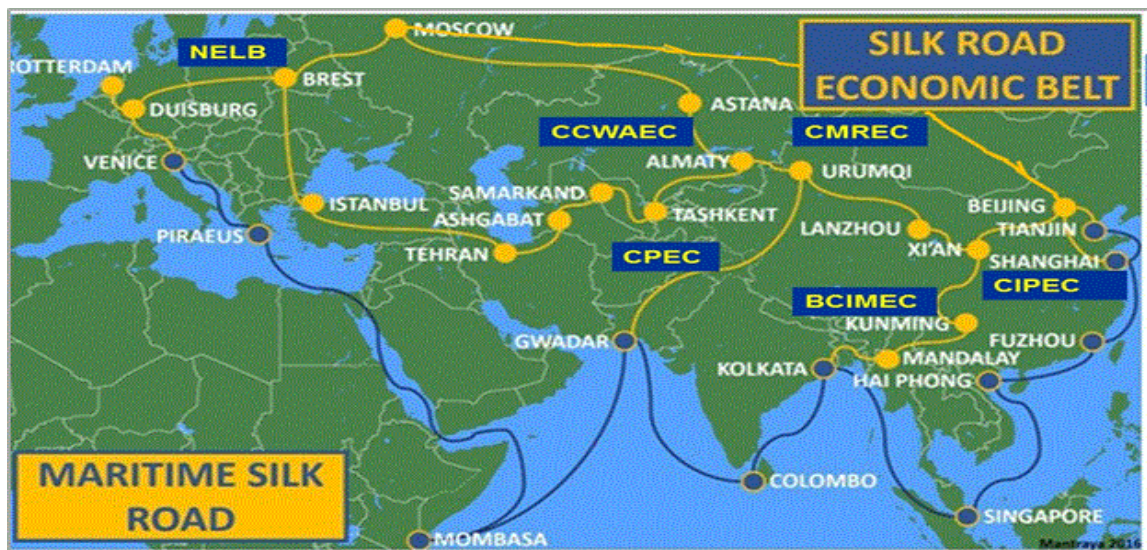 MOSCOW
SILK ROAD
ECONOMIC BELT
NELB
ROTTERDAM
BREST
DUISBURG
ASTANA
CCWAEC
CMREC
VENICE
ALMATY
URUMQI
SAMARKAND
ISTANBUL
ASHGABAT
TASHKENT
BEIJING
LANZHOU
TIANJIN
PIRAEUS
TEHRAN
XI'AN
CPEC
SHANGHAI
CIPEC
BCIMEC
KUNMING
GWADAR
FUZHOU
KOLKATA
MANDALAY
HAI PHONG
MARITIME SILK
ROAD
COLOMBO
SINGAPORE
MOMBASA
Mantraya 2016